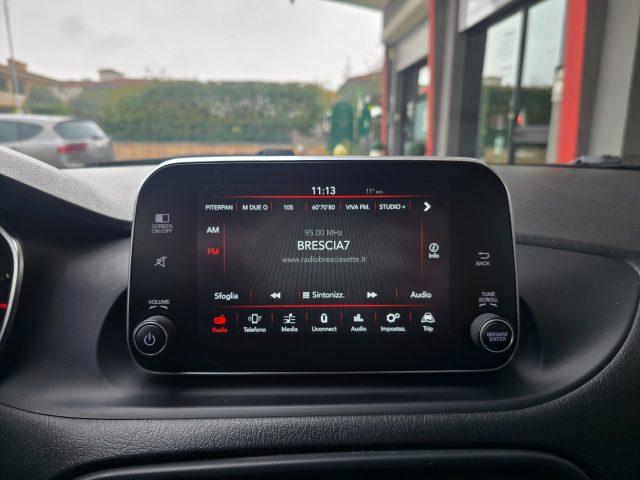 11:13 11° est.
PITERPAN M DUE O 105 60'70'80 VIVA FM. STUDIO +
SCREEN
ON/OFF
AM
FM
95.00 MHz
BRESCIA7
www.radiobresciasette.it
Info
BACK
VOLUME
TUNE
SCROLL
Sfoglia Sintonizz. Audio
Radio Telefono Media Uconnect Audio Impostaz. Trip
BROWSE
ENTER